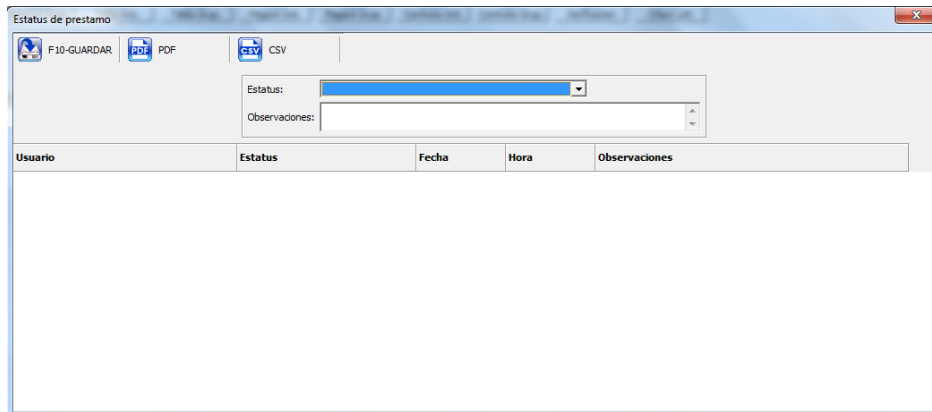 Estatus de prestamo
F10-GUARDAR PDF PDF CSV CSV
Estatus:
Observaciones:
Usuario Estatus Fecha Hora Observaciones